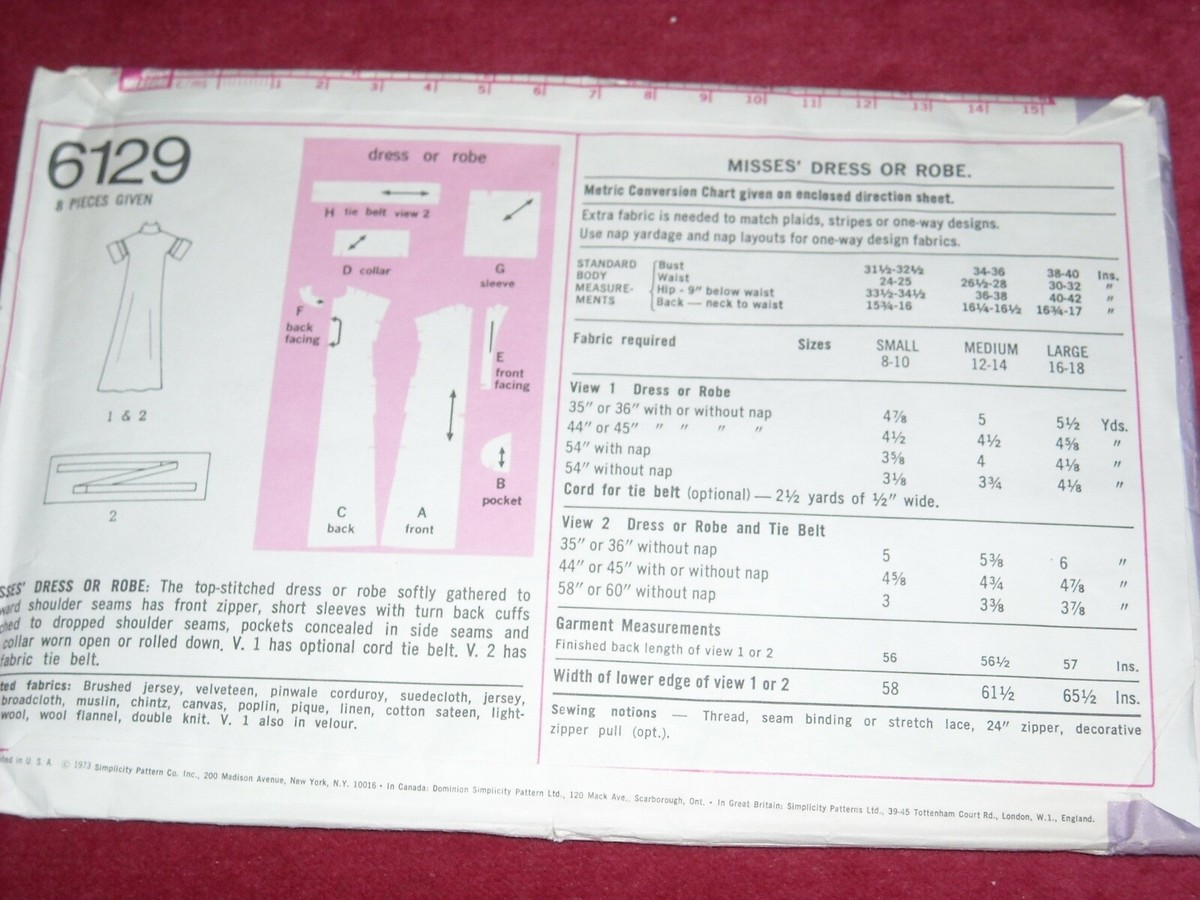 1 2 3 4 5 6 7 8 9 10 11 12 13 14 15
6129
8 PIECES GIVEN
1 & 2
2
dress or robe
H tie belt view 2
D collar
G
sleeve
F
back
facing
E
front
facing
B
pocket
C
back
A
front
DRESS OR ROBE: The top-stitched dress or robe softly gathered to
shoulder seams has front zipper, short sleeves with turn back cuffs
to dropped shoulder seams, pockets concealed in side seams and
collar worn open or rolled down. V. 1 has optional cord tie belt. V. 2 has
fabric tie belt.
fabrics: Brushed jersey, velveteen, pinwale corduroy, suedecloth, jersey,
broadcloth, muslin, chintz, canvas, poplin, pique, linen, cotton sateen, light-
wool, wool flannel, double knit. V. 1 also in velour.
MISSES' DRESS OR ROBE.
Metric Conversion Chart given on enclosed direction sheet.
Extra fabric is needed to match plaids, stripes or one-way designs.
Use nap yardage and nap layouts for one-way design fabrics.
STANDARD BODY MEASUREMENTS
Bust 31½-32½ 34-36 38-40 Ins.
Waist 24-25 26½-28 30-32 "
Hip - 9" below waist 33½-34½ 36-38 40-42 "
Back — neck to waist 15¾-16 16¼-16½ 16¾-17 "
Fabric required Sizes SMALL MEDIUM LARGE
8-10 12-14 16-18
View 1 Dress or Robe
35" or 36" with or without nap 4⅞ 5 5½ Yds.
44" or 45" " " " " 4½ 4½ 4⅝ "
54" with nap 3⅝ 4 4⅛ "
54" without nap 3⅛ 3¾ 4⅛ "
Cord for tie belt (optional) — 2½ yards of ½" wide.
View 2 Dress or Robe and Tie Belt
35" or 36" without nap 5 5⅜ 6 "
44" or 45" with or without nap 4⅝ 4¾ 4⅞ "
58" or 60" without nap 3 3⅜ 3⅞ "
Garment Measurements
Finished back length of view 1 or 2 56 56½ 57 Ins.
Width of lower edge of view 1 or 2 58 61½ 65½ Ins.
Sewing notions — Thread, seam binding or stretch lace, 24" zipper, decorative
zipper pull (opt.).
in U. S. A. © 1973 Simplicity Pattern Co. Inc., 200 Madison Avenue, New York, N.Y. 10016 • In Canada: Dominion Simplicity Pattern Ltd., 120 Mack Ave., Scarborough, Ont. • In Great Britain: Simplicity Patterns Ltd., 39-45 Tottenham Court Rd., London, W.1., England.